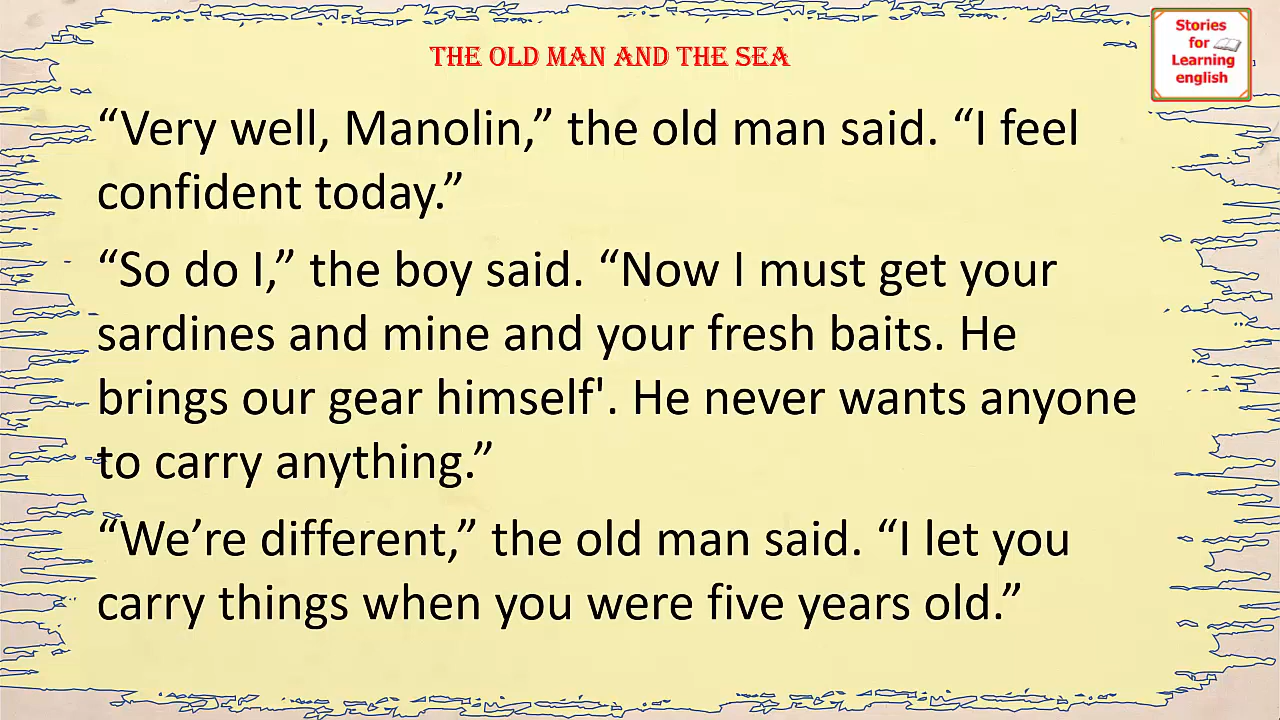 THE OLD MAN AND THE SEA
Stories
for
Learning
english
“Very well, Manolin,” the old man said. “I feel
confident today.”
“So do I,” the boy said. “Now I must get your
sardines and mine and your fresh baits. He
brings our gear himself'. He never wants anyone
to carry anything.”
“We’re different,” the old man said. “I let you
carry things when you were five years old.”